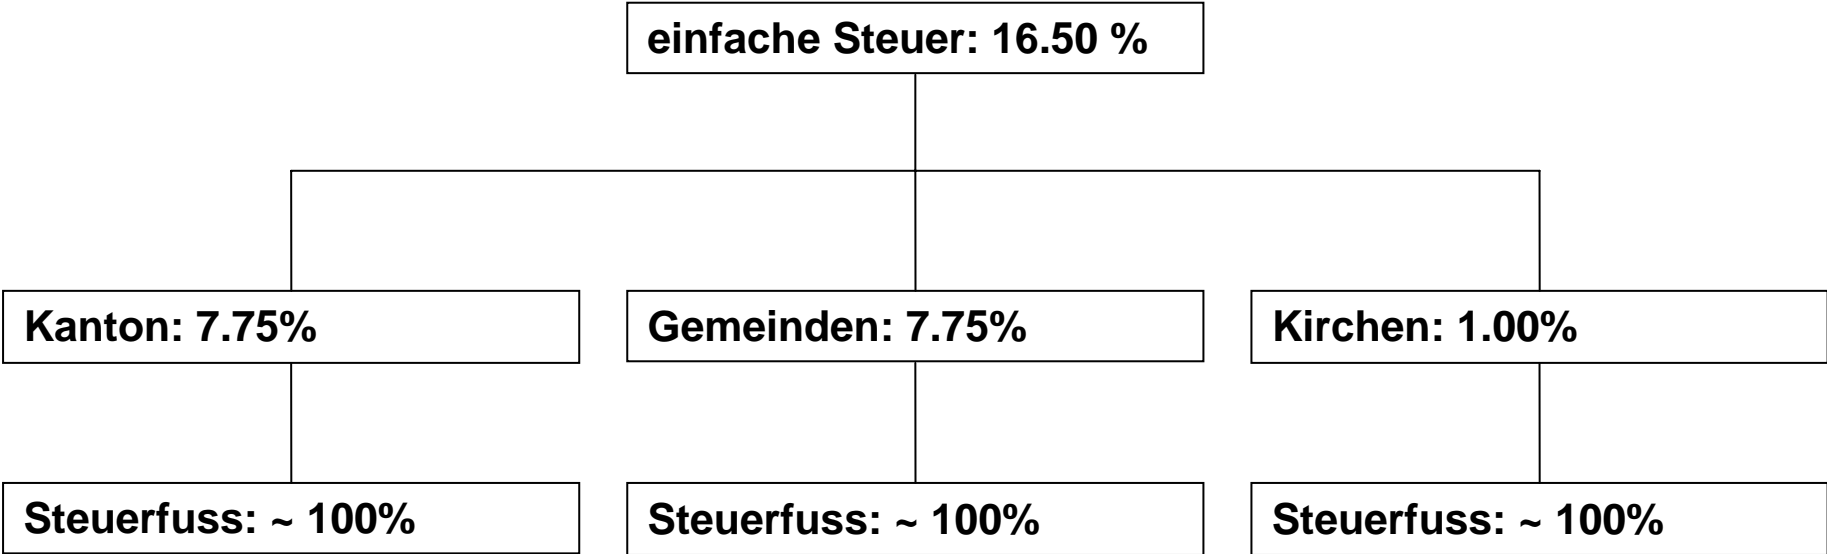 einfache Steuer: 16.50 %
Kanton: 7.75%
Gemeinden: 7.75%
Kirchen: 1.00%
Steuerfuss: ~ 100%
Steuerfuss: ~ 100%
Steuerfuss: ~ 100%